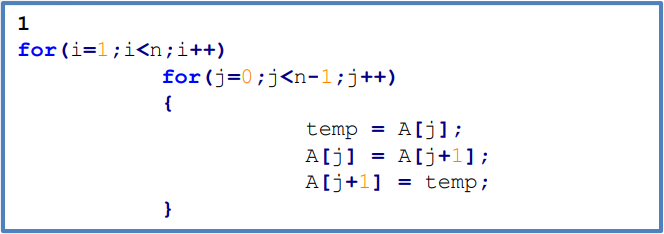 1
for(i=1;i<n;i++)
for(j=0;j<n-1;j++)
{
temp = A[j];
A[j] = A[j+1];
A[j+1] = temp;
}